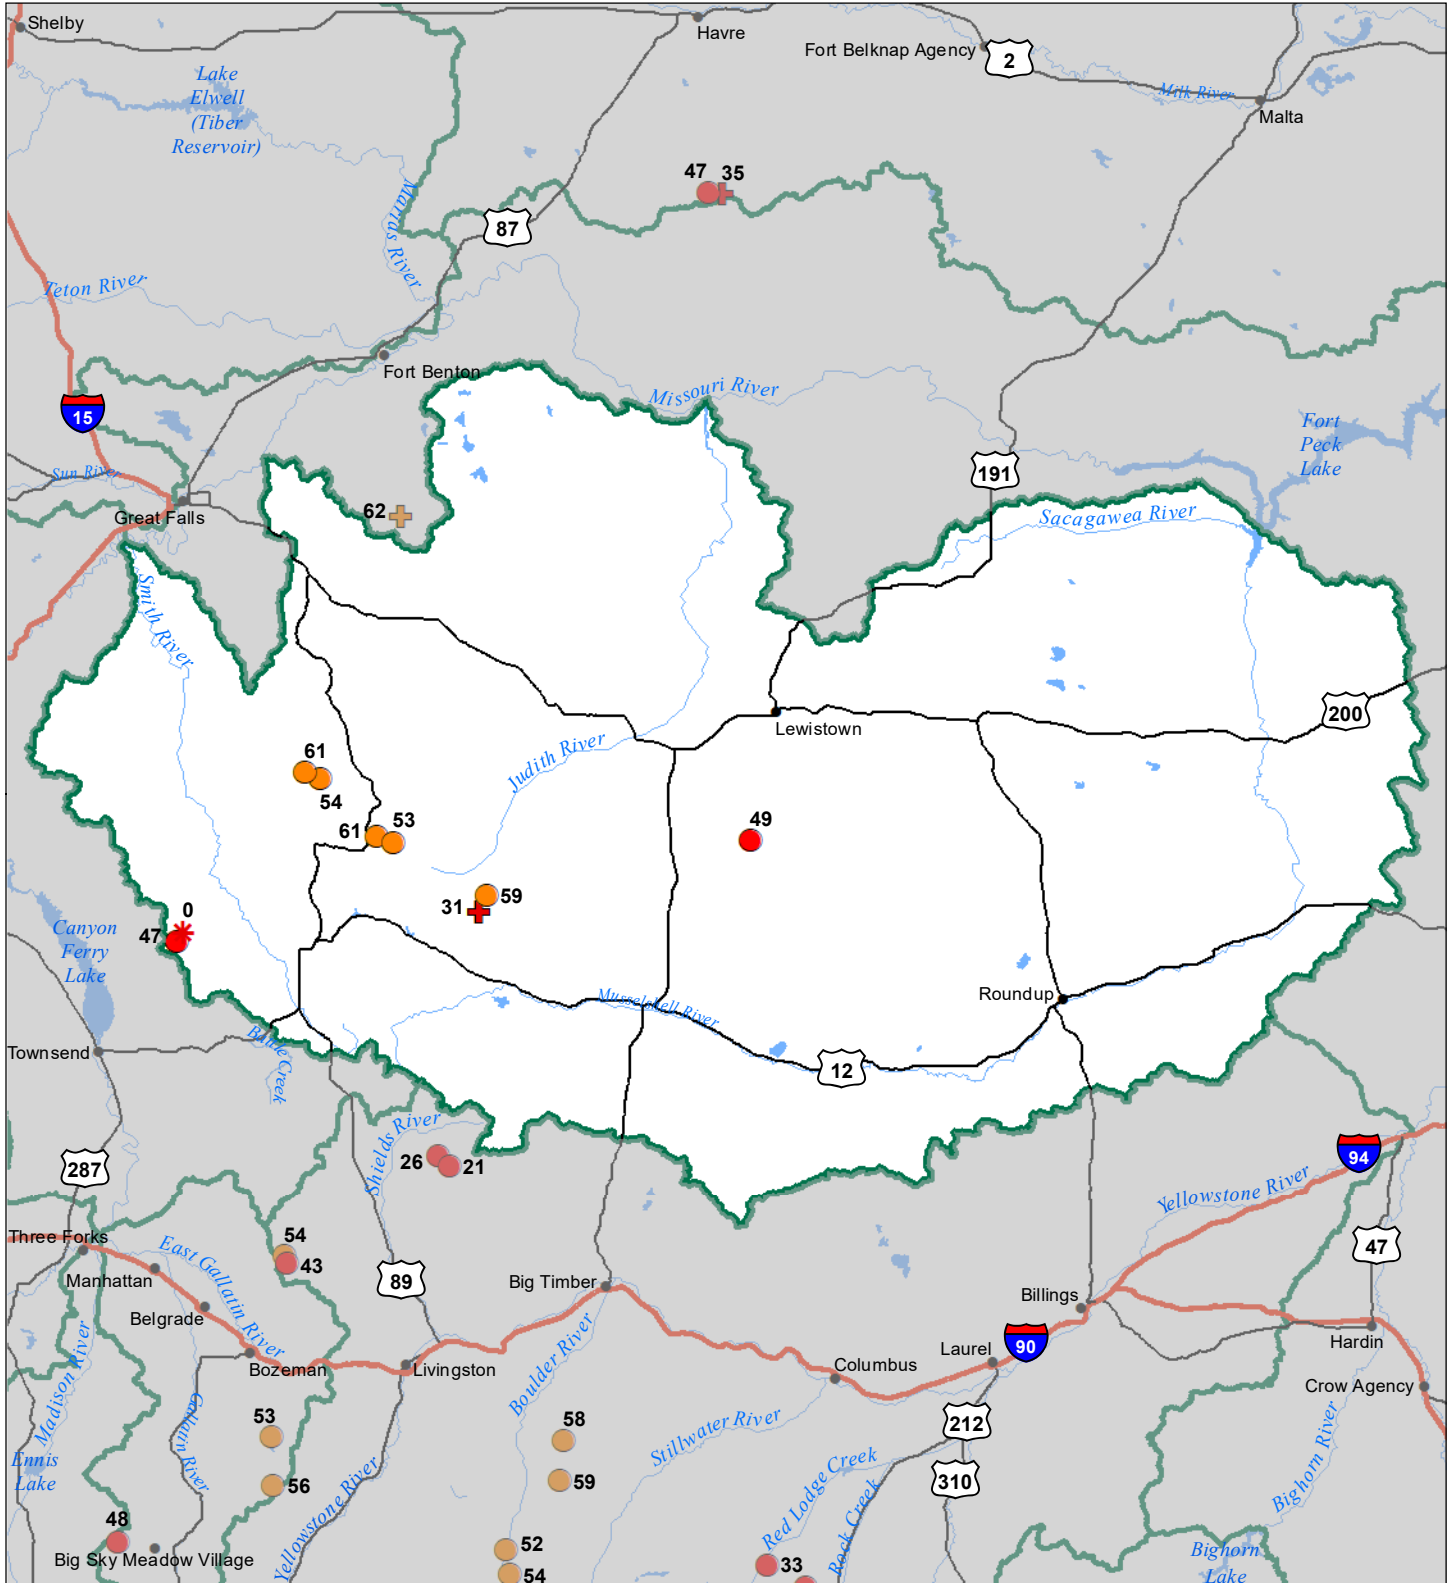 Shelby
Havre
Fort Belknap Agency
2
Lake
Elwell
(Tiber
Reservoir)
Milk River
Malta
47
35
Marias River
87
Teton River
Fort Benton
Missouri River
15
Fort
Peck
Lake
Sun River
191
62
Great Falls
Sacagawea River
Smith River
Lewistown
200
Judith River
61
54
61
53
49
59
31
0
47
Canyon
Ferry
Lake
Musselshell River
Roundup
Townsend
Battle Creek
12
Shields River
26
21
287
94
Yellowstone River
Three Forks
54
43
East Gallatin River
Manhattan
Belgrade
89
Big Timber
Billings
47
Madison River
Bozeman
Livingston
Boulder River
Columbus
Laurel
90
Hardin
Crow Agency
Gallatin River
53
58
Stillwater River
212
Ennis
Lake
56
59
Red Lodge Creek
310
Bighorn River
Yellowstone River
48
Big Sky Meadow Village
52
54
33
Rock Creek
Bighorn
Lake